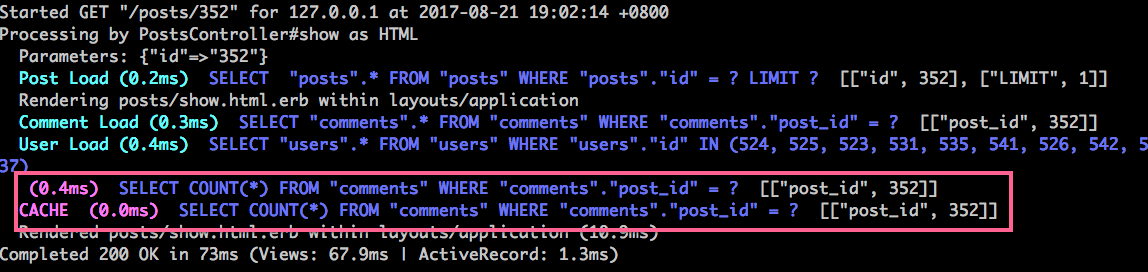 Started GET "/posts/352" for 127.0.0.1 at 2017-08-21 19:02:14 +0800
Processing by PostsController#show as HTML
  Parameters: {"id"=>"352"}
  Post Load (0.2ms)  SELECT  "posts".* FROM "posts" WHERE "posts"."id" = ? LIMIT ?  [["id", 352], ["LIMIT", 1]]
  Rendering posts/show.html.erb within layouts/application
  Comment Load (0.3ms)  SELECT "comments".* FROM "comments" WHERE "comments"."post_id" = ?  [["post_id", 352]]
  User Load (0.4ms)  SELECT "users".* FROM "users" WHERE "users"."id" IN (524, 525, 523, 531, 535, 541, 526, 542, 5
37)
   (0.4ms)  SELECT COUNT(*) FROM "comments" WHERE "comments"."post_id" = ?  [["post_id", 352]]
  CACHE  (0.0ms)  SELECT COUNT(*) FROM "comments" WHERE "comments"."post_id" = ?  [["post_id", 352]]
  Rendered posts/show.html.erb within layouts/application (10.9ms)
Completed 200 OK in 73ms (Views: 67.9ms | ActiveRecord: 1.3ms)